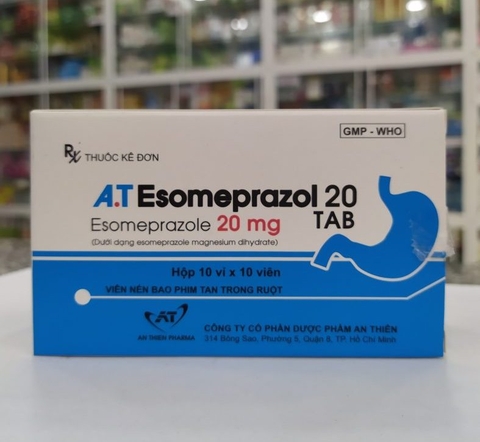 GMP - WHO
Rx THUỐC KÊ ĐƠN
A.T Esomeprazol 20
TAB
Esomeprazole 20 mg
(Dưới dạng esomeprazole magnesium dihydrate)
Hộp 10 vỉ x 10 viên
VIÊN NÉN BAO PHIM TAN TRONG RUỘT
AT
AN THIEN PHARMA
CÔNG TY CỔ PHẦN DƯỢC PHẨM AN THIÊN
314 Bông Sao, Phường 5, Quận 8, TP. Hồ Chí Minh